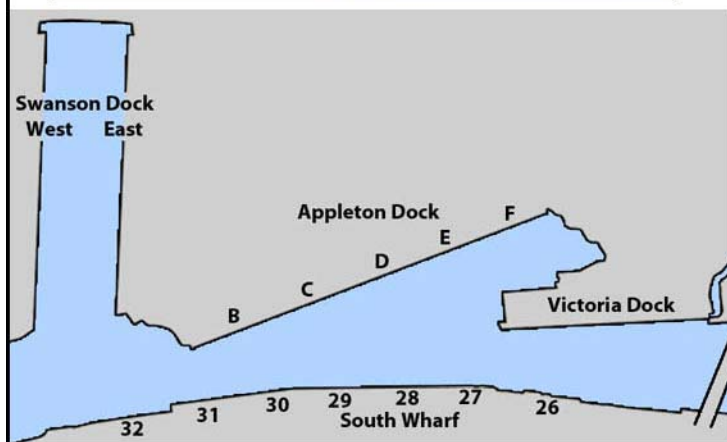 Swanson Dock
West East
Appleton Dock
B C D E F
Victoria Dock
32 31 30 29 28 27 26
South Wharf